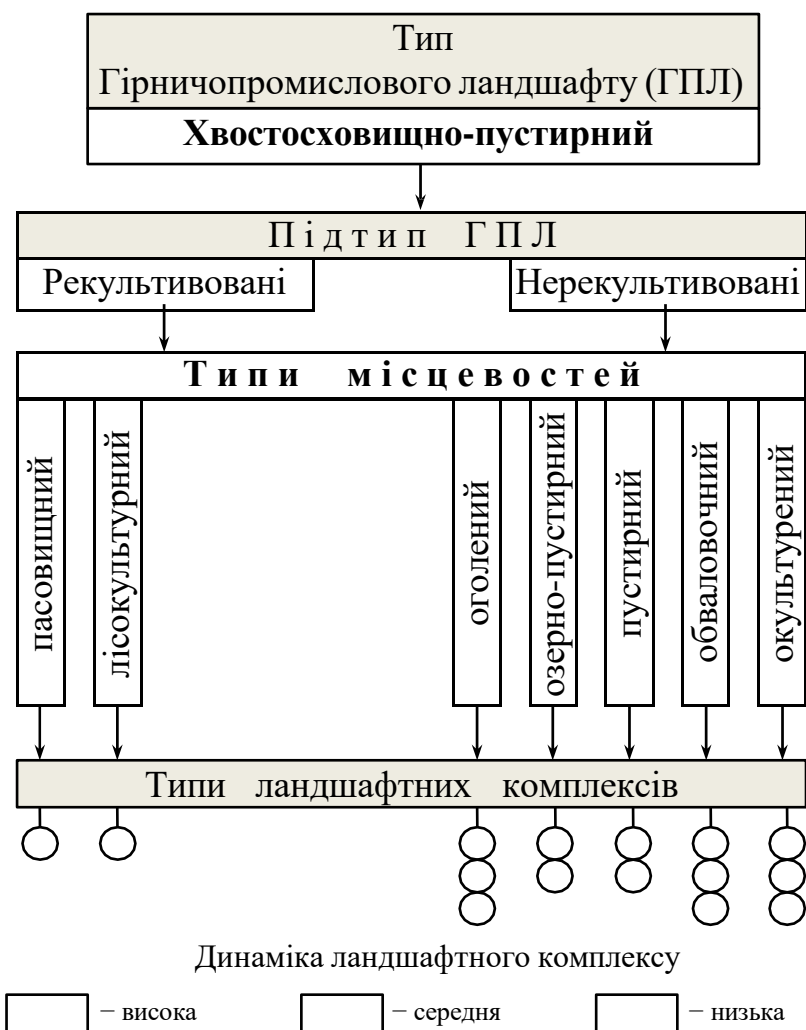 Тип
Гірничопромислового ландшафту (ГПЛ)
Хвостосховищно-пустирний
Підтип ГПЛ
Рекультивовані
Нерекультивовані
Типи місцевостей
пасовищний
лісокультурний
оголений
озерно-пустирний
пустирний
обваловочний
окультурений
Типи ландшафтних комплексів
Динаміка ландшафтного комплексу
– висока
– середня
– низька